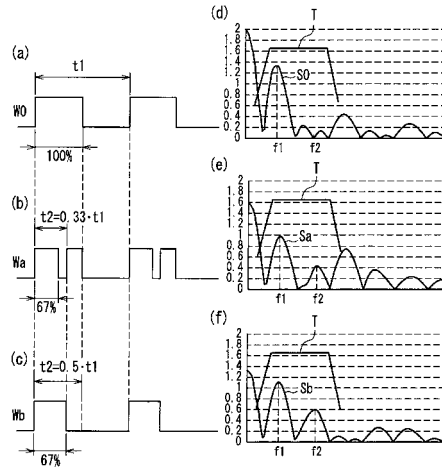 (a)
t1
W0
100%
(b)
t2=0.33·t1
Wa
67%
(c)
t2=0.5·t1
Wb
67%
(d)
T
2
1.8
1.6
1.4
1.2
1
0.8
0.6
0.4
0.2
0
S0
f1 f2
(e)
T
2
1.8
1.6
1.4
1.2
1
0.8
0.6
0.4
0.2
0
Sa
f1 f2
(f)
T
2
1.8
1.6
1.4
1.2
1
0.8
0.6
0.4
0.2
0
Sb
f1 f2